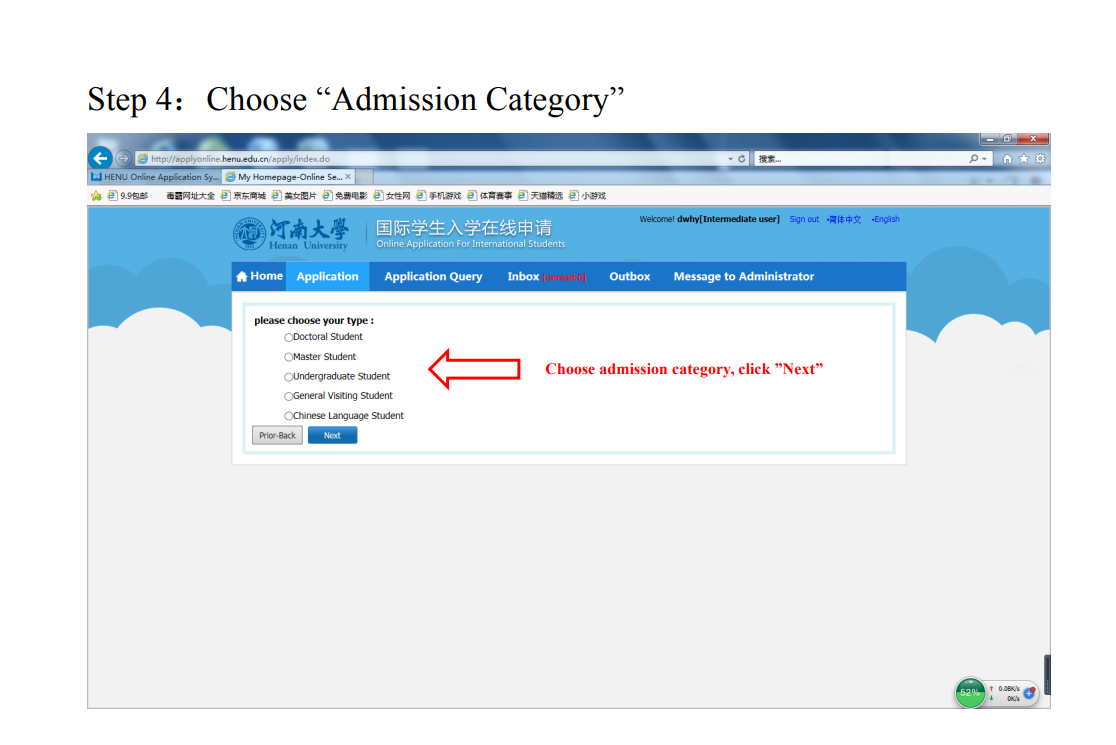 Step 4：Choose “Admission Category”
http://applyonline.henu.edu.cn/apply/index.do
搜索...
HENU Online Application Sy...
My Homepage-Online Se...
9.9包邮 毒霸网址大全 京东商城 美女图片 免费电影 女性网 手机游戏 体育赛事 天猫精选 小游戏
Welcome! dwhy[Intermediate user] Sign out •简体中文 •English
河南大學
Henan University
国际学生入学在线申请
Online Application For International Students
Home Application Application Query Inbox [unread:0] Outbox Message to Administrator
please choose your type :
Doctoral Student
Master Student
Undergraduate Student
General Visiting Student
Chinese Language Student
Choose admission category, click ”Next”
Prior-Back Next
52%
0.08K/s
0K/s